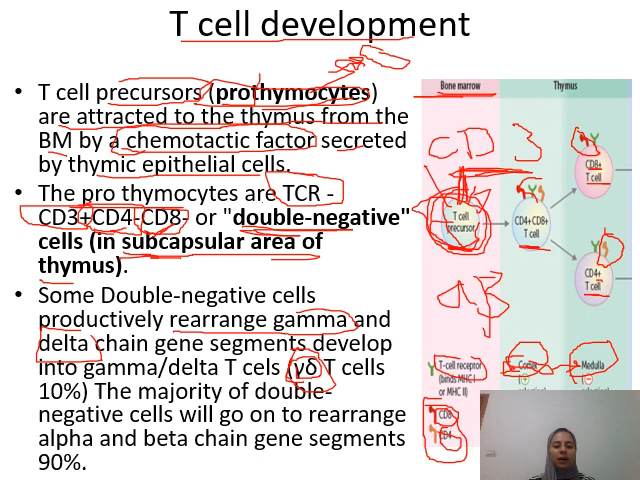 T cell development
• T cell precursors (prothymocytes)
are attracted to the thymus from the
BM by a chemotactic factor secreted
by thymic epithelial cells.
• The pro thymocytes are TCR -
CD3+CD4-CD8- or "double-negative"
cells (in subcapsular area of
thymus).
• Some Double-negative cells
productively rearrange gamma and
delta chain gene segments develop
into gamma/delta T cels (γδ T cells
10%) The majority of double-
negative cells will go on to rearrange
alpha and beta chain gene segments
90%.
Bone marrow
Thymus
CD 3
CD8+
T cell
T cell
precursor
CD4+CD8+
T cell
CD4+
T cell
αβ
T-cell receptor
(binds MHC I
or MHC II)
CD8
CD4
Cortex
Medulla